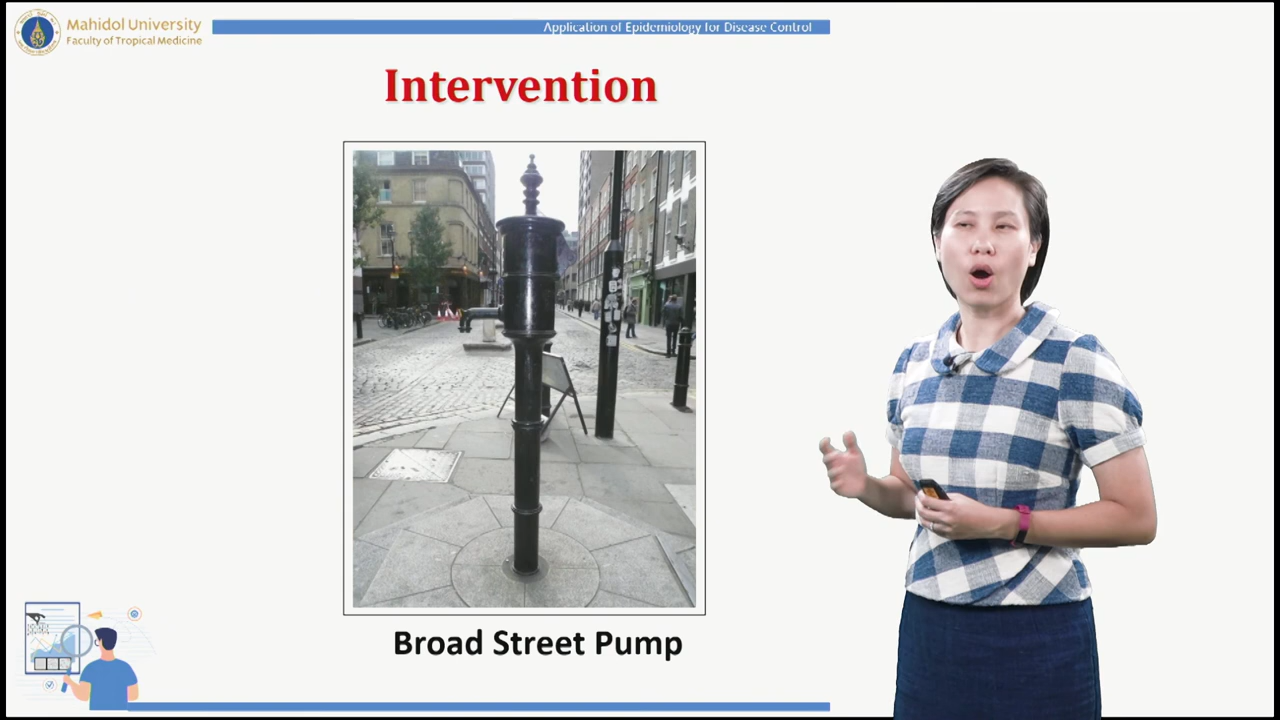 Mahidol University
Faculty of Tropical Medicine
Application of Epidemiology for Disease Control
Intervention
Broad Street Pump